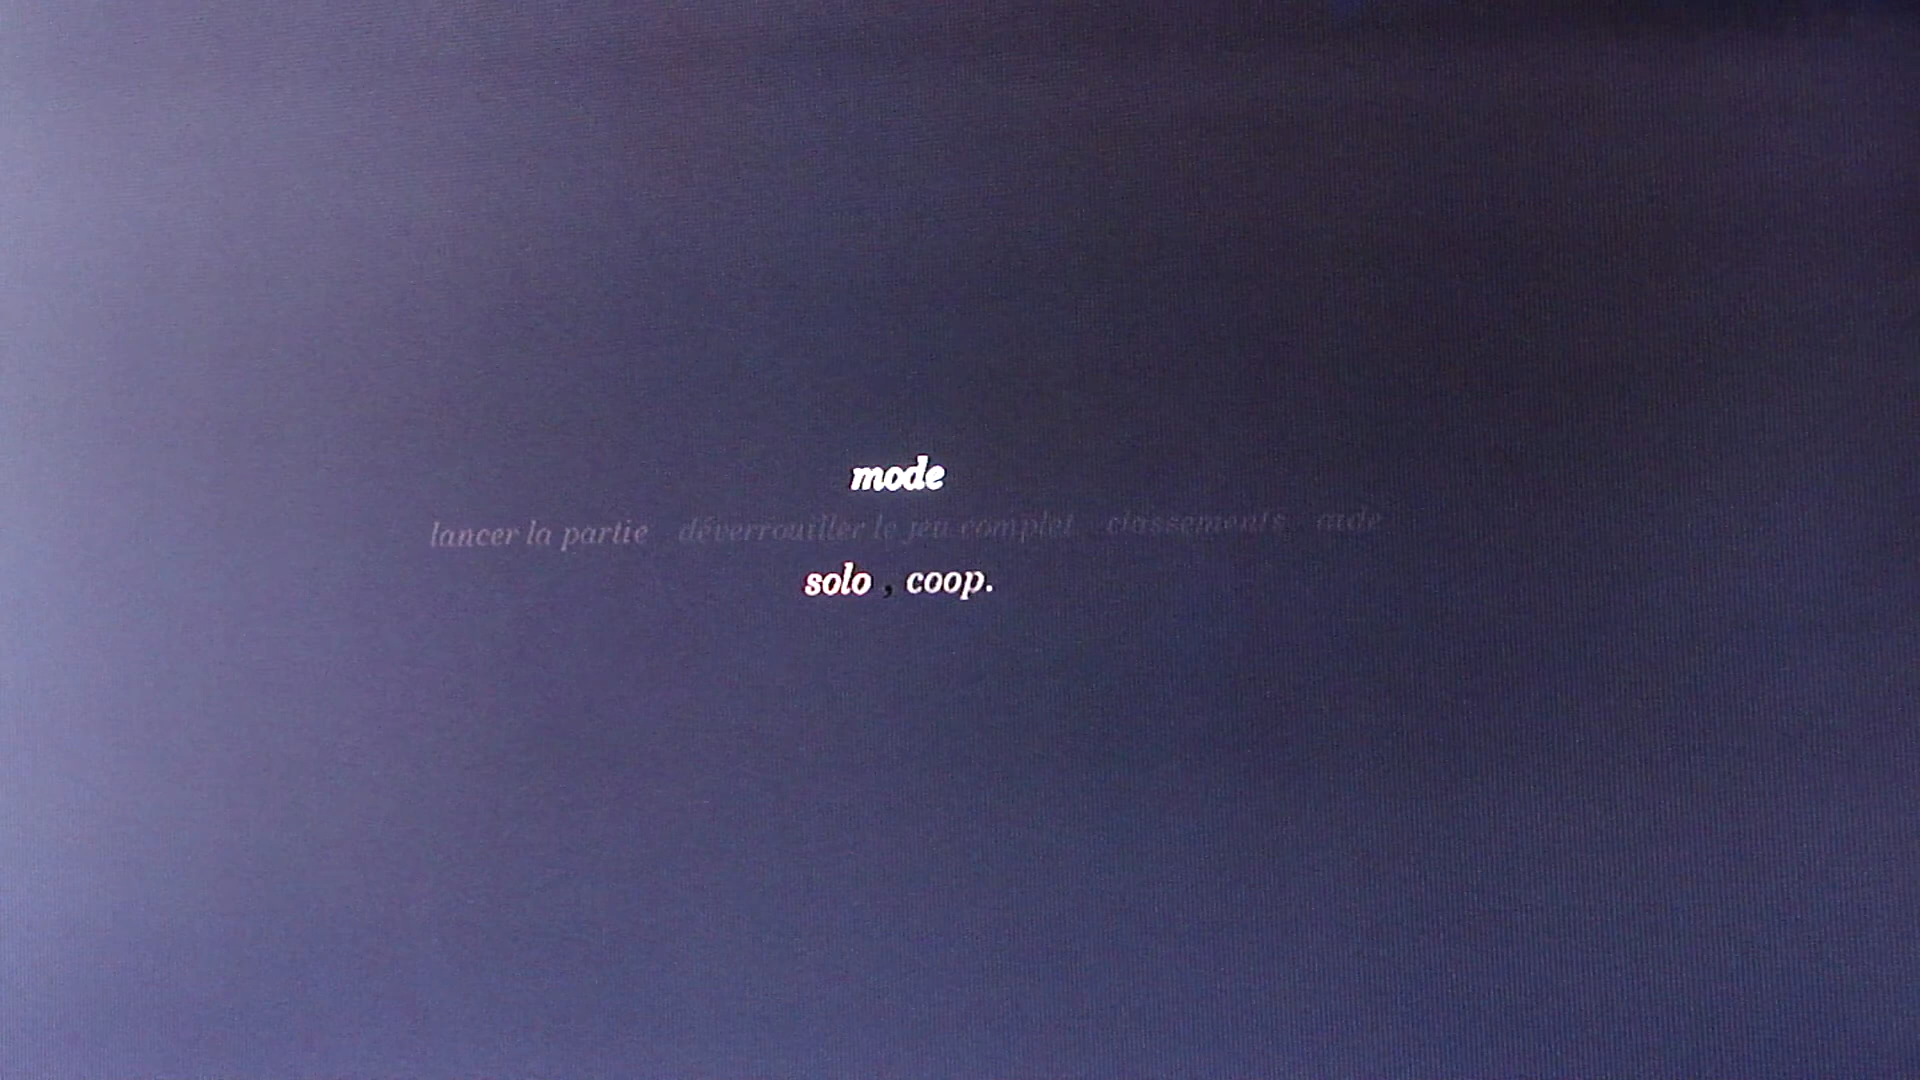 mode
lancer la partie déverrouiller le jeu complet classements aide
solo , coop.